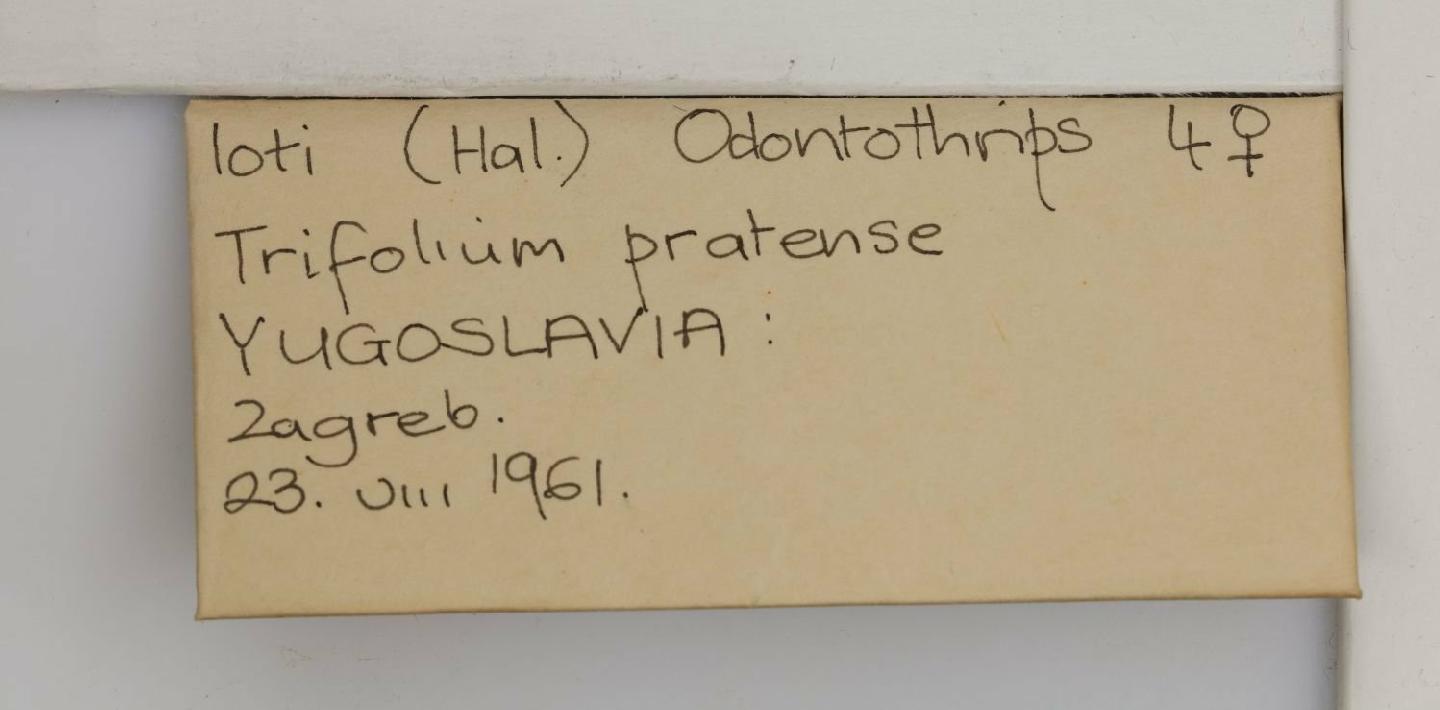 loti (Hal.) Odontothrips 4♀
Trifolium pratense
YUGOSLAVIA :
Zagreb.
23. VIII 1961.